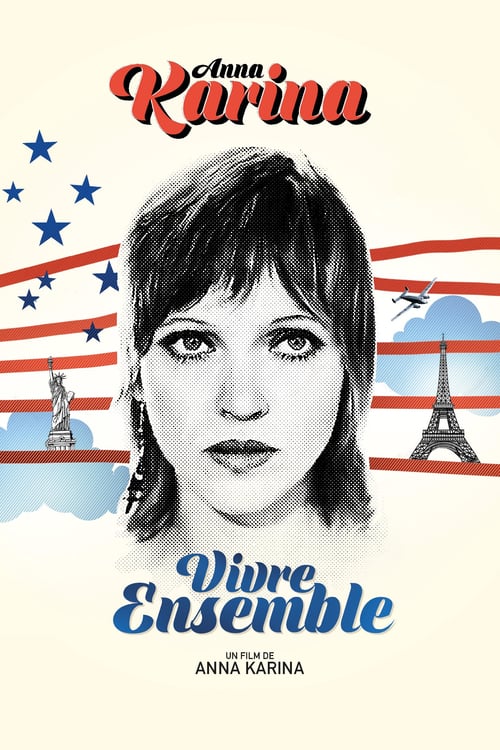 Anna
Karina
Vivre
Ensemble
UN FILM DE
ANNA KARINA